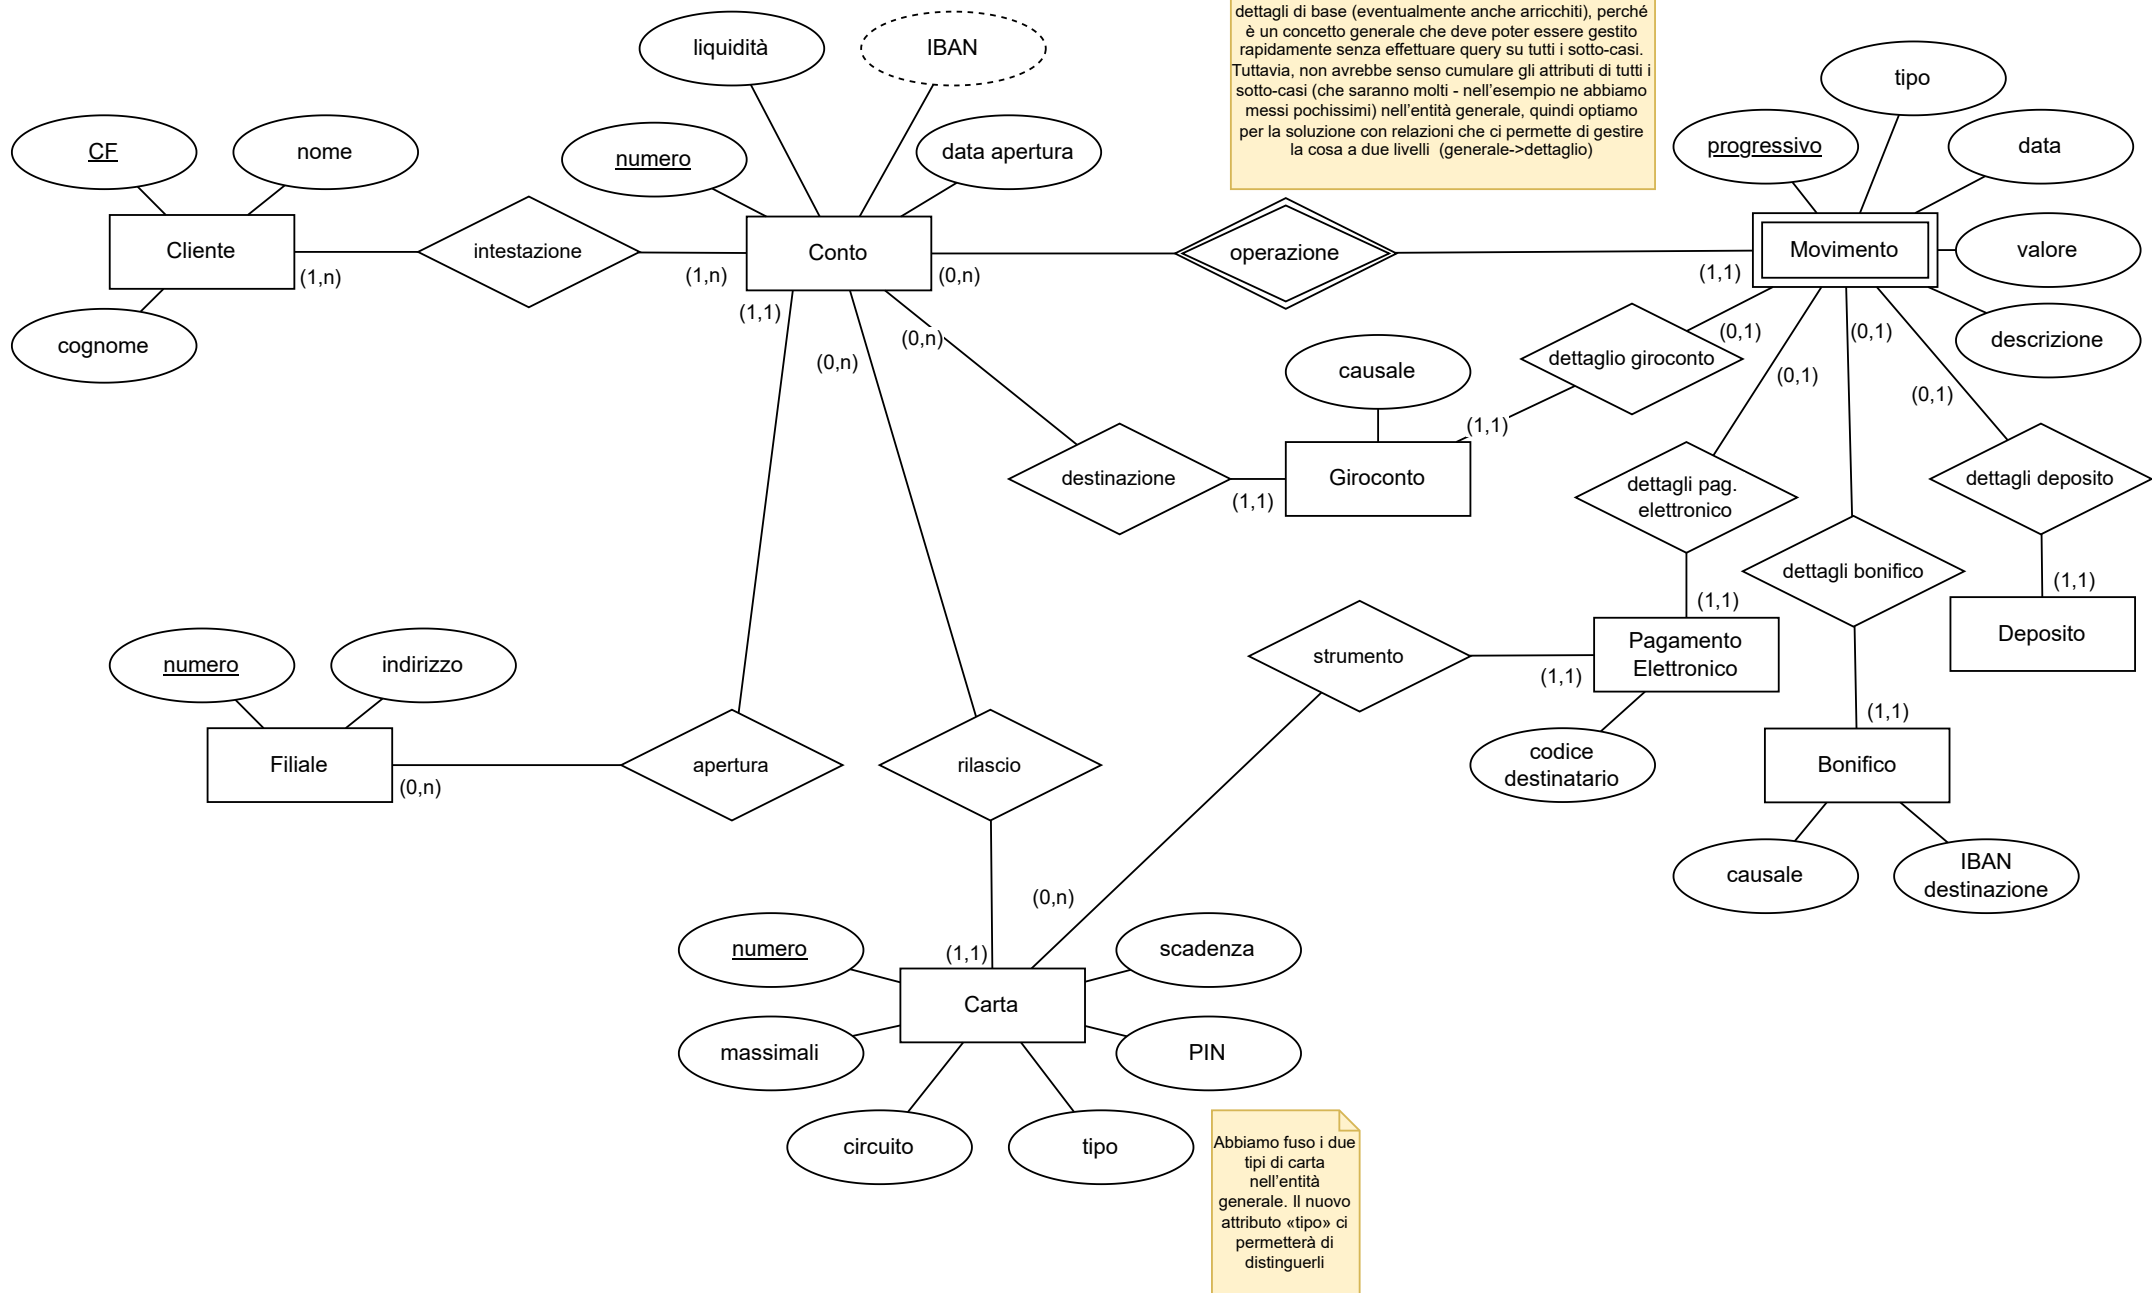 dettagli di base (eventualmente anche arricchiti), perché
è un concetto generale che deve poter essere gestito
rapidamente senza effettuare query su tutti i sotto-casi.
Tuttavia, non avrebbe senso cumulare gli attributi di tutti i
sotto-casi (che saranno molti - nell'esempio ne abbiamo
messi pochissimi) nell'entità generale, quindi optiamo
per la soluzione con relazioni che ci permette di gestire
la cosa a due livelli (generale->dettaglio)
liquidità
IBAN
tipo
CF
nome
numero
data apertura
progressivo
data
Cliente
(1,n)
intestazione
(1,n)
Conto
(0,n)
operazione
(1,1)
Movimento
valore
cognome
(1,1)
(0,n)
(0,n)
causale
dettaglio giroconto
(0,1)
(0,1)
(0,1)
(0,1)
descrizione
(1,1)
destinazione
(1,1)
Giroconto
dettagli pag.
elettronico
dettagli deposito
dettagli bonifico
(1,1)
(1,1)
Deposito
numero
indirizzo
strumento
(1,1)
Pagamento
Elettronico
(1,1)
Filiale
(0,n)
apertura
rilascio
codice
destinatario
Bonifico
causale
IBAN
destinazione
(0,n)
(1,1)
numero
scadenza
Carta
massimali
PIN
circuito
tipo
Abbiamo fuso i due
tipi di carta
nell'entità
generale. Il nuovo
attributo «tipo» ci
permetterà di
distinguerli